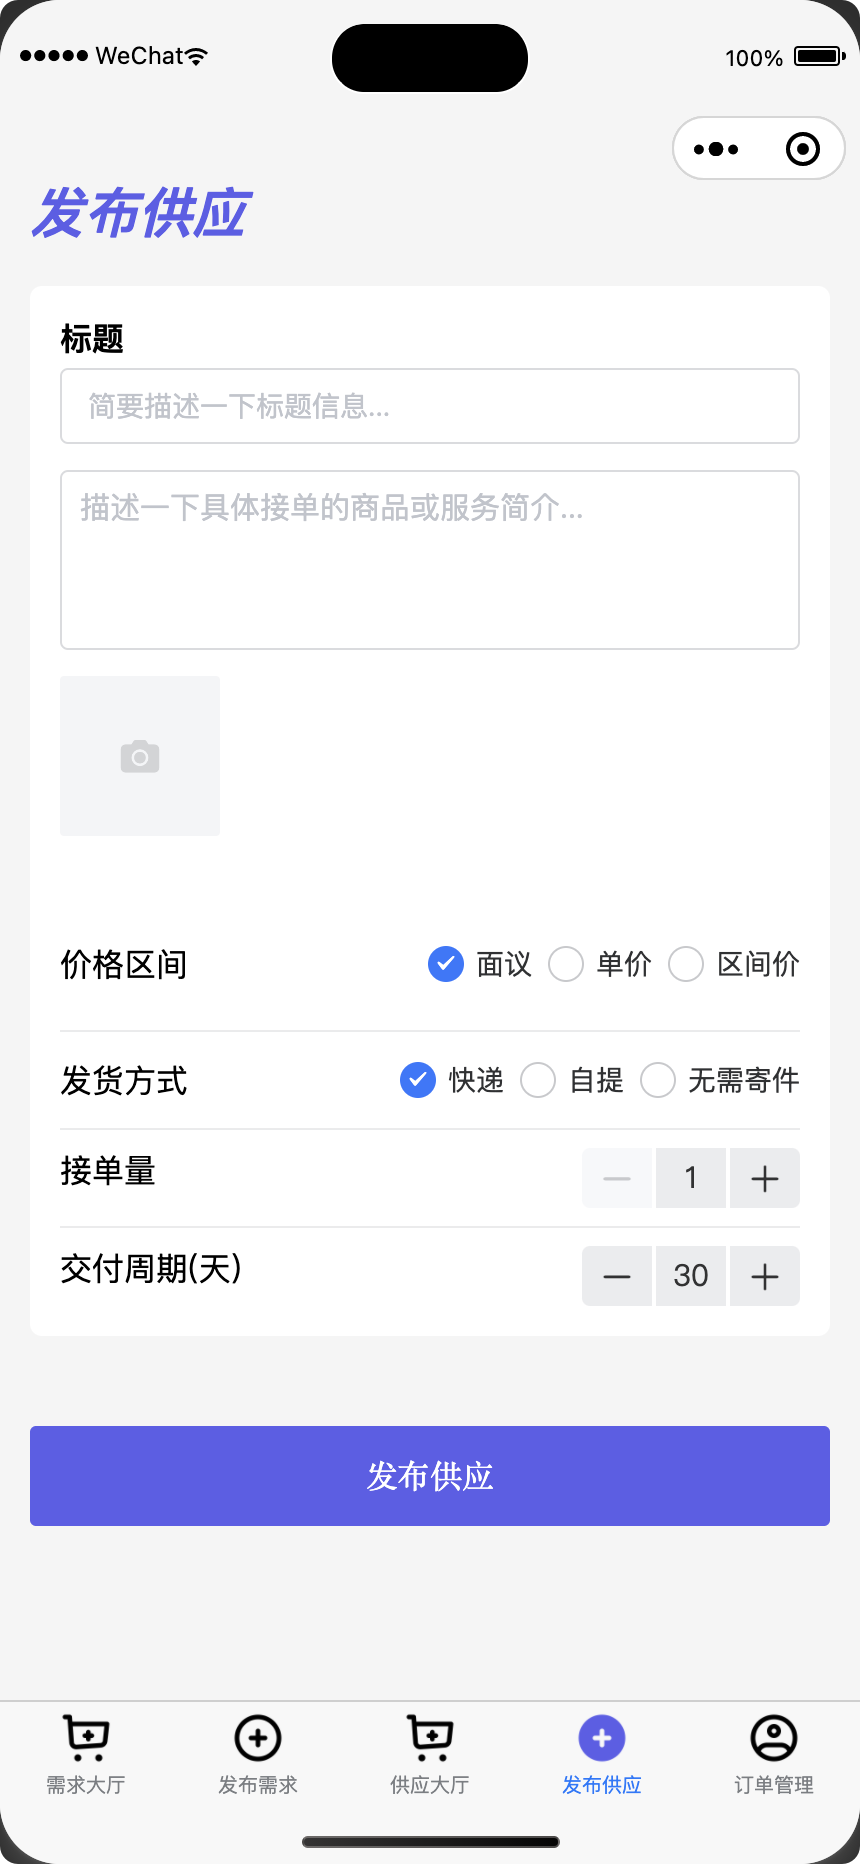 WeChat 100%
发布供应
标题
简要描述一下标题信息...
描述一下具体接单的商品或服务简介...
价格区间 面议 单价 区间价
发货方式 快递 自提 无需寄件
接单量 1
交付周期(天) 30
发布供应
需求大厅 发布需求 供应大厅 发布供应 订单管理